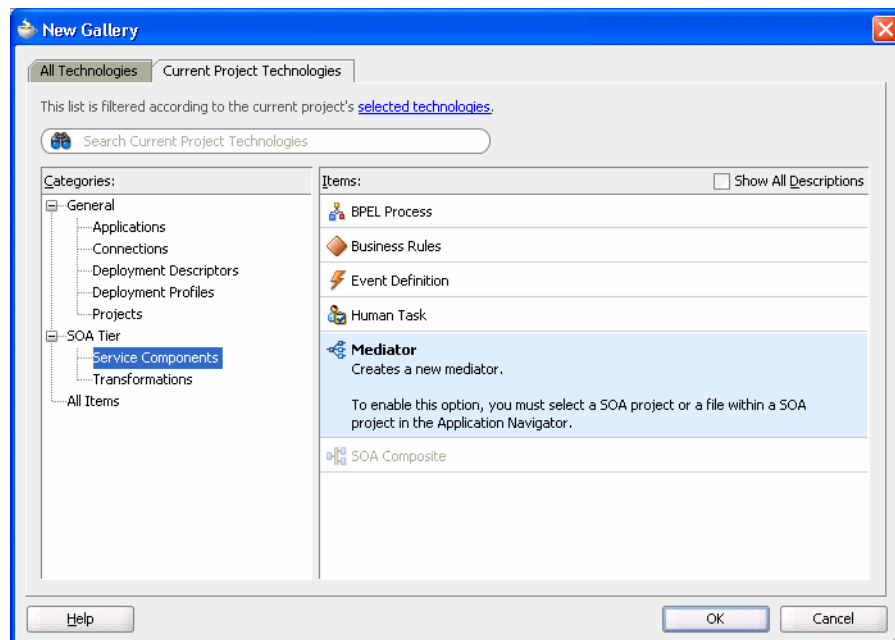 New Gallery
All Technologies
Current Project Technologies
This list is filtered according to the current project's selected technologies.
Search Current Project Technologies
Categories:
General
Applications
Connections
Deployment Descriptors
Deployment Profiles
Projects
SOA Tier
Service Components
Transformations
All Items
Items:
Show All Descriptions
BPEL Process
Business Rules
Event Definition
Human Task
Mediator
Creates a new mediator.
To enable this option, you must select a SOA project or a file within a SOA
project in the Application Navigator.
SOA Composite
Help
OK
Cancel